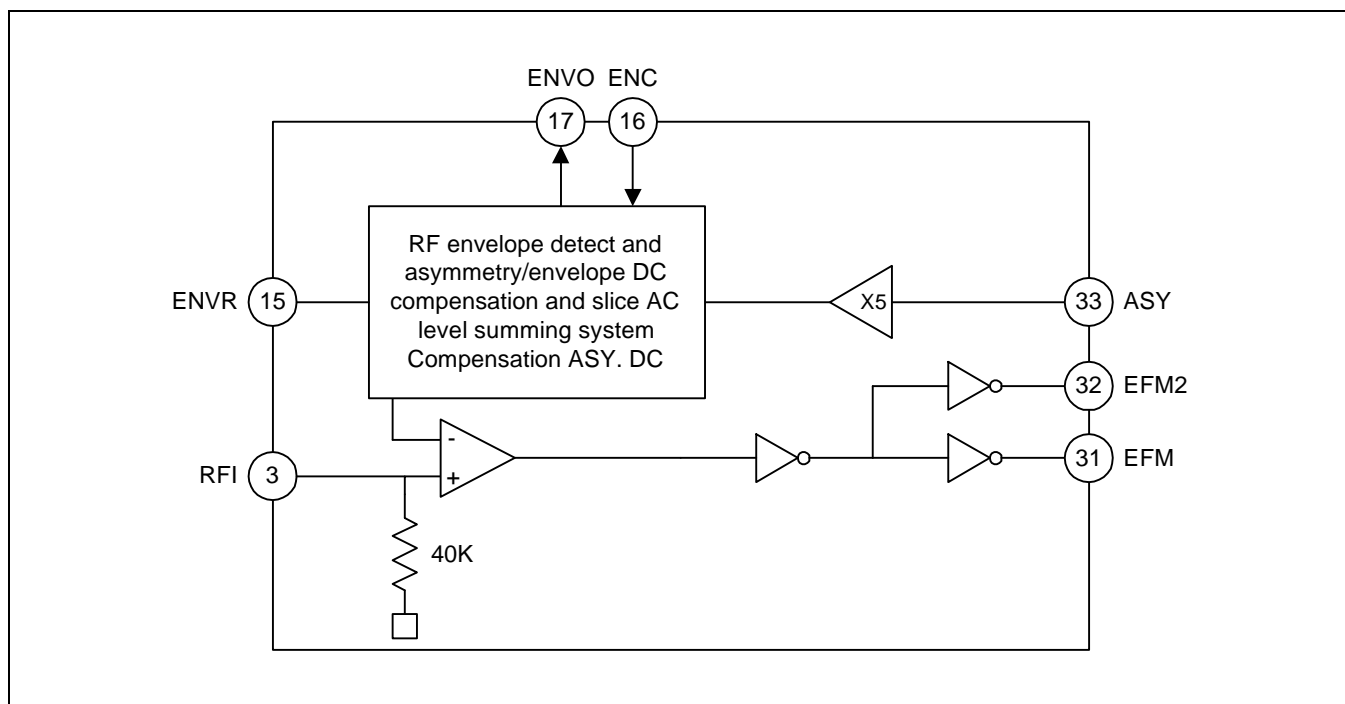 ENVO ENC
17 16
RF envelope detect and
asymmetry/envelope DC
compensation and slice AC
level summing system
Compensation ASY. DC
ENVR 15
X5
33 ASY
32 EFM2
-
+
RFI 3
31 EFM
40K